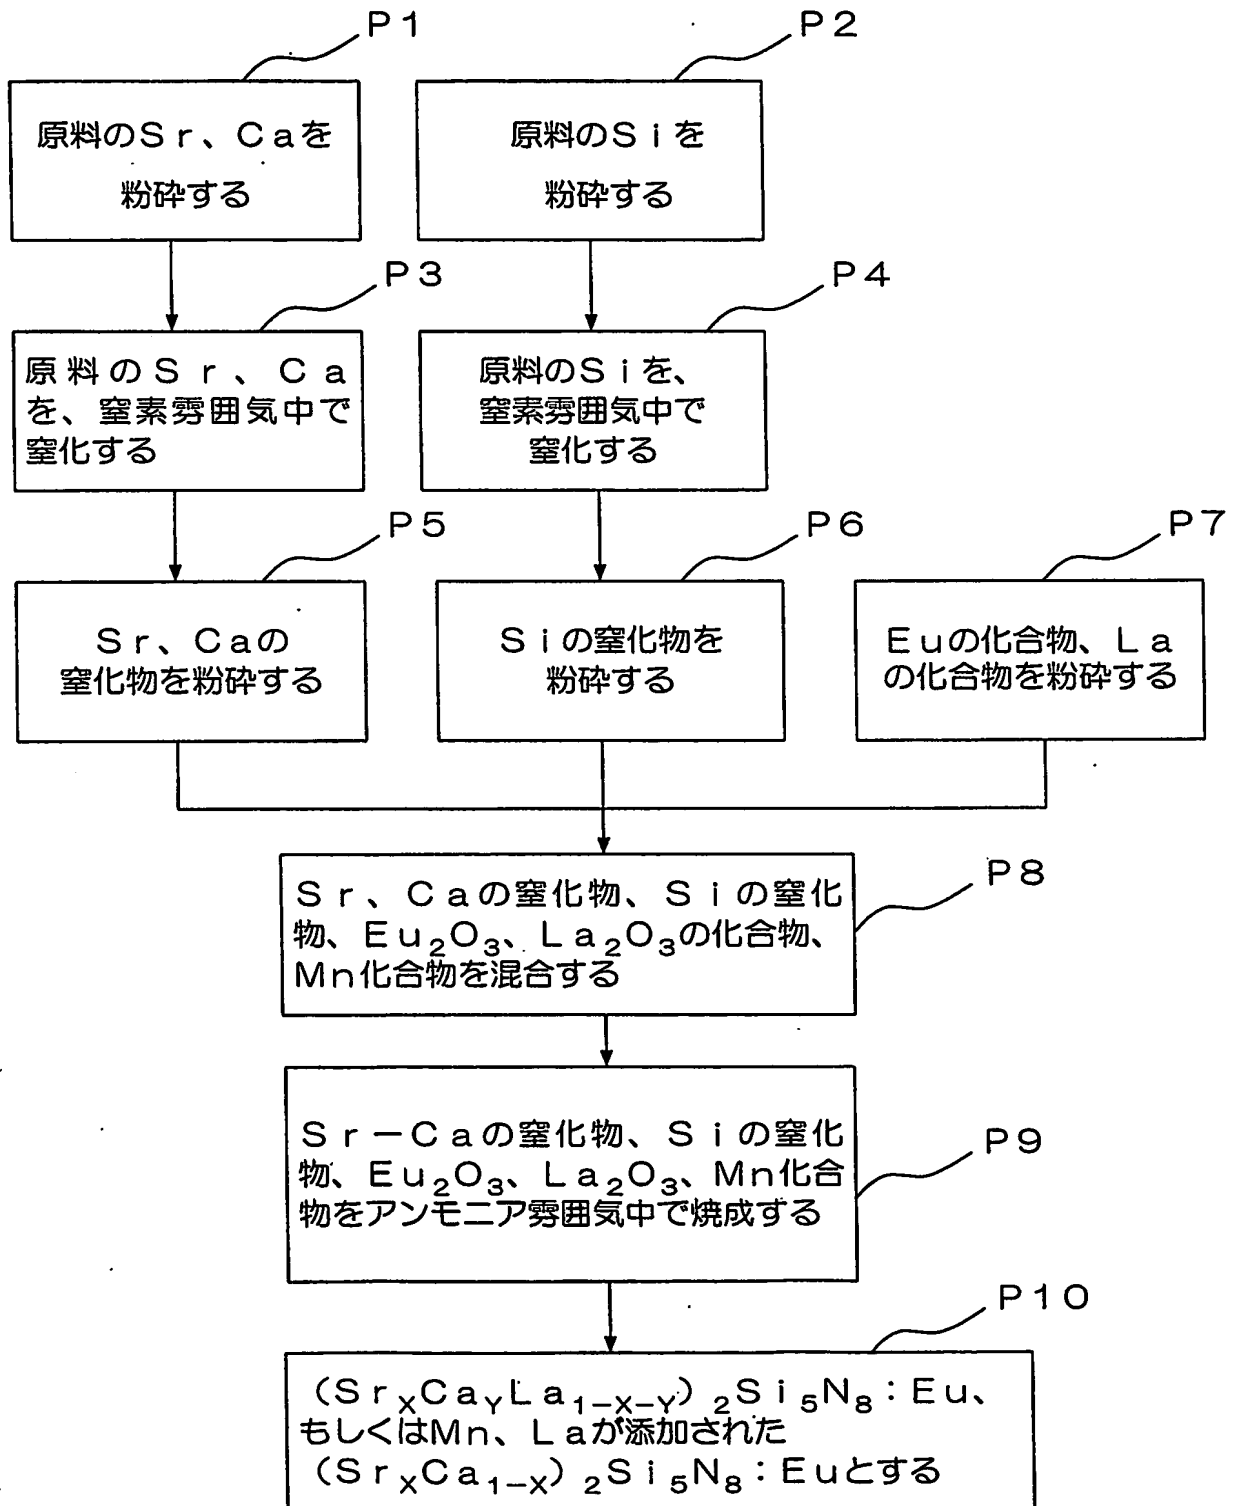 P1
P2
原料のSr、Caを
粉砕する
原料のSiを
粉砕する
P3
P4
原料のSr、Ca
を、窒素雰囲気中で
窒化する
原料のSiを、
窒素雰囲気中で
窒化する
P5
P6
P7
Sr、Caの
窒化物を粉砕する
Siの窒化物を
粉砕する
Euの化合物、La
の化合物を粉砕する
P8
Sr、Caの窒化物、Siの窒化
物、Eu₂O₃、La₂O₃の化合物、
Mn化合物を混合する
P9
Sr－Caの窒化物、Siの窒化
物、Eu₂O₃、La₂O₃、Mn化合
物をアンモニア雰囲気中で焼成する
P10
（SrXCaYLa1-X-Y）₂Si₅N₈：Eu、
もしくはMn、Laが添加された
（SrXCa1-X）₂Si₅N₈：Euとする